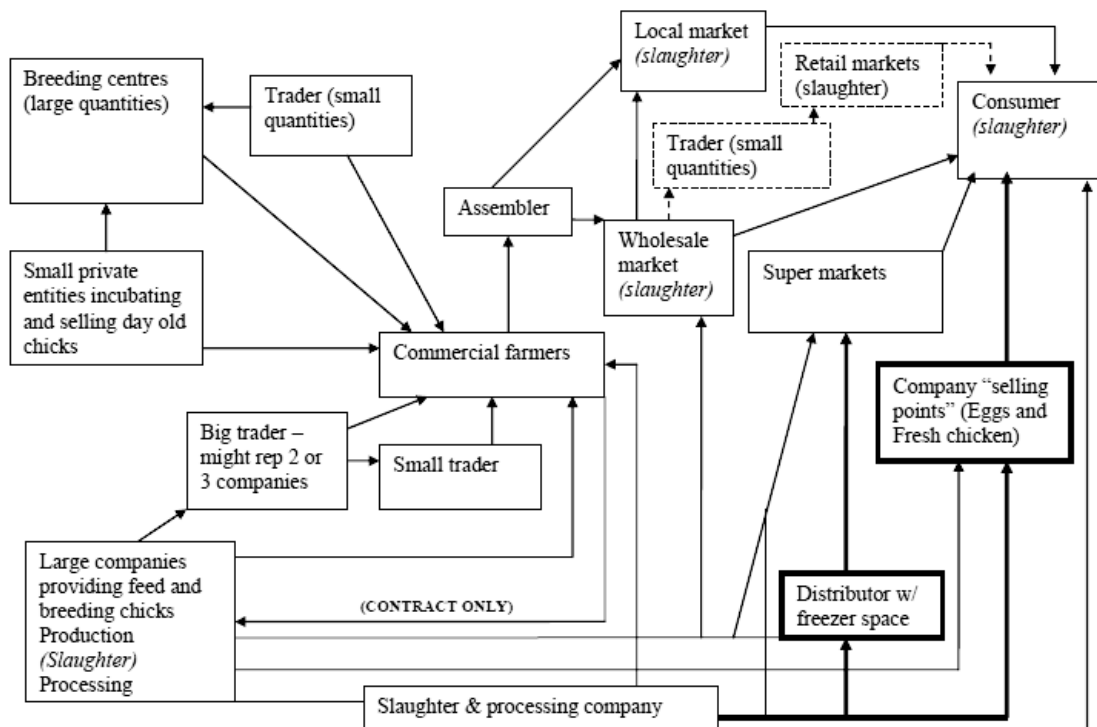 Local market
(slaughter)
Retail markets
(slaughter)
Breeding centres
(large quantities)
Trader (small
quantities)
Consumer
(slaughter)
Trader (small
quantities)
Assembler
Wholesale
market
(slaughter)
Small private
entities incubating
and selling day old
chicks
Super markets
Commercial farmers
Company “selling
points” (Eggs and
Fresh chicken)
Big trader –
might rep 2 or
3 companies
Small trader
Large companies
providing feed and
breeding chicks
Production
(Slaughter)
Processing
(CONTRACT ONLY)
Distributor w/
freezer space
Slaughter & processing company